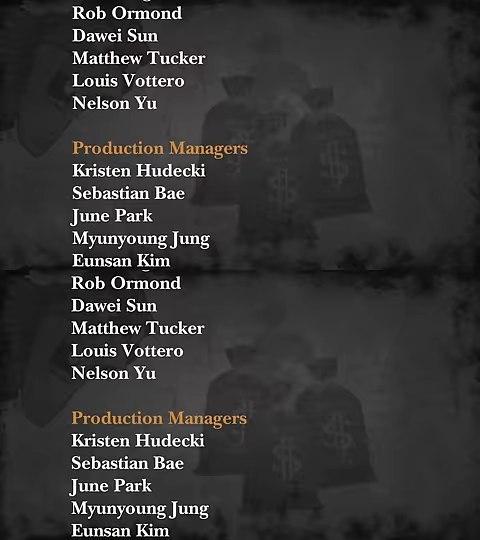 Rob Ormond
Dawei Sun
Matthew Tucker
Louis Vottero
Nelson Yu
Production Managers
Kristen Hudecki
Sebastian Bae
June Park
Myunyoung Jung
Eunsan Kim
Rob Ormond
Dawei Sun
Matthew Tucker
Louis Vottero
Nelson Yu
Production Managers
Kristen Hudecki
Sebastian Bae
June Park
Myunyoung Jung
Eunsan Kim
$
$
$
$